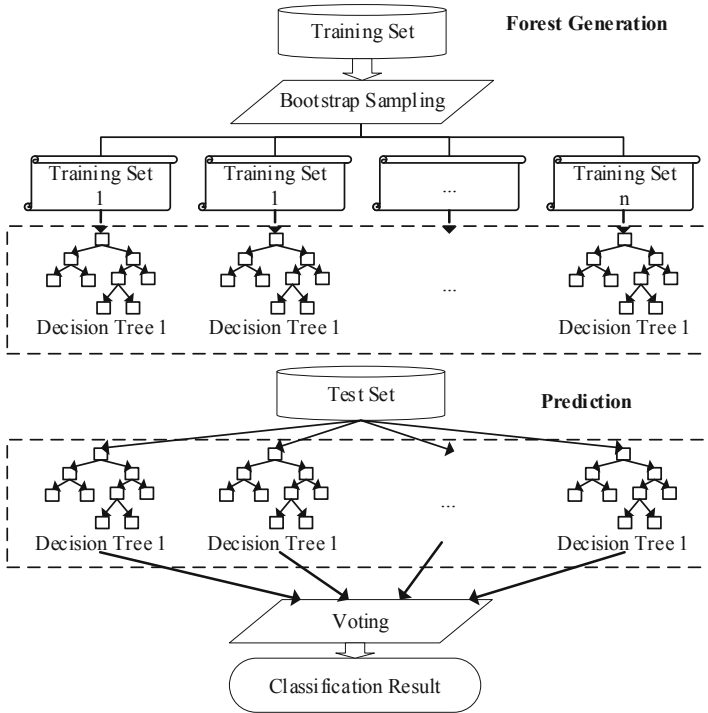 Training Set
Forest Generation
Bootstrap Sampling
Training Set
1
Training Set
1
...
Training Set
n
...
Decision Tree 1
Decision Tree 1
Decision Tree 1
Test Set
Prediction
...
Decision Tree 1
Decision Tree 1
Decision Tree 1
Voting
Classification Result